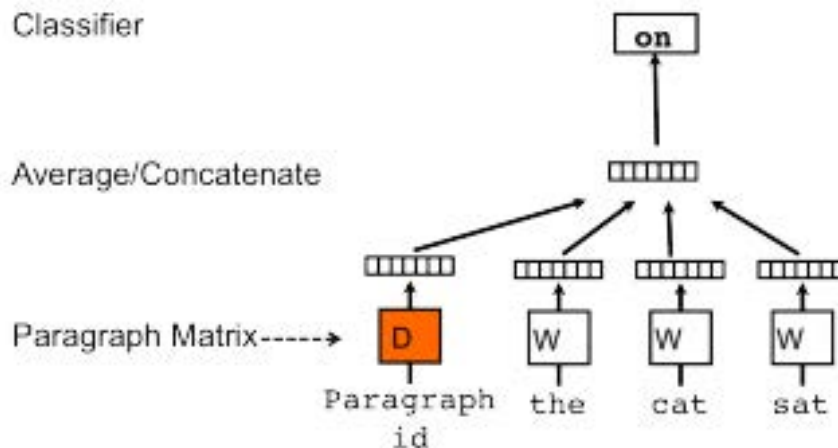 Classifier
on
Average/Concatenate
Paragraph Matrix
D W W W
Paragraph the cat sat
id